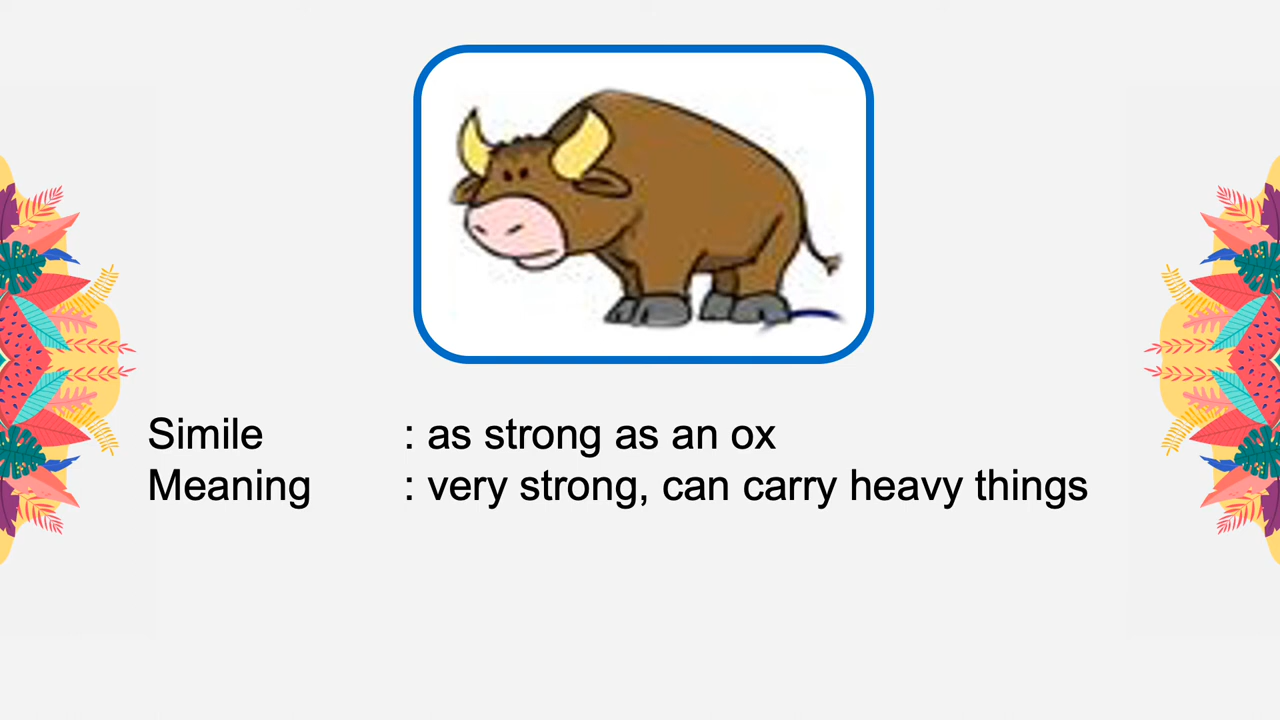 Simile : as strong as an ox
Meaning : very strong, can carry heavy things